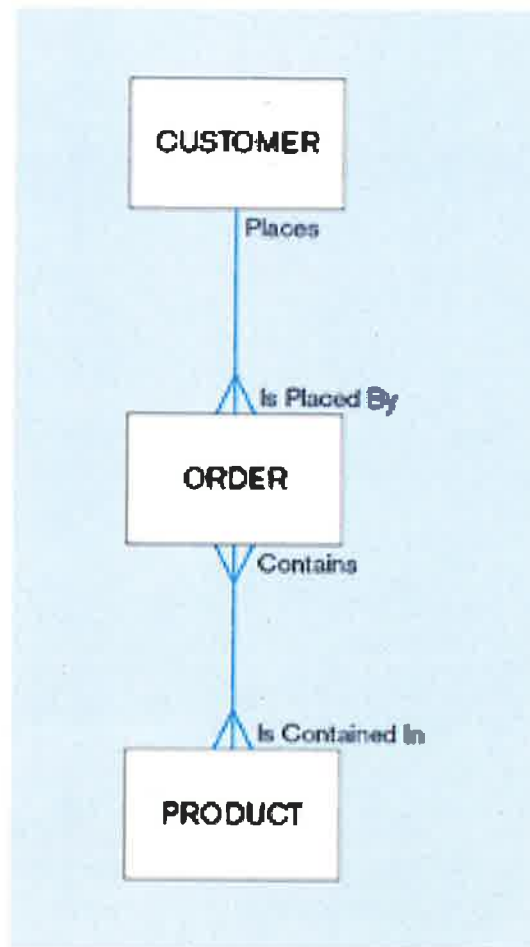 CUSTOMER
Places
Is Placed By
ORDER
Contains
Is Contained In
PRODUCT